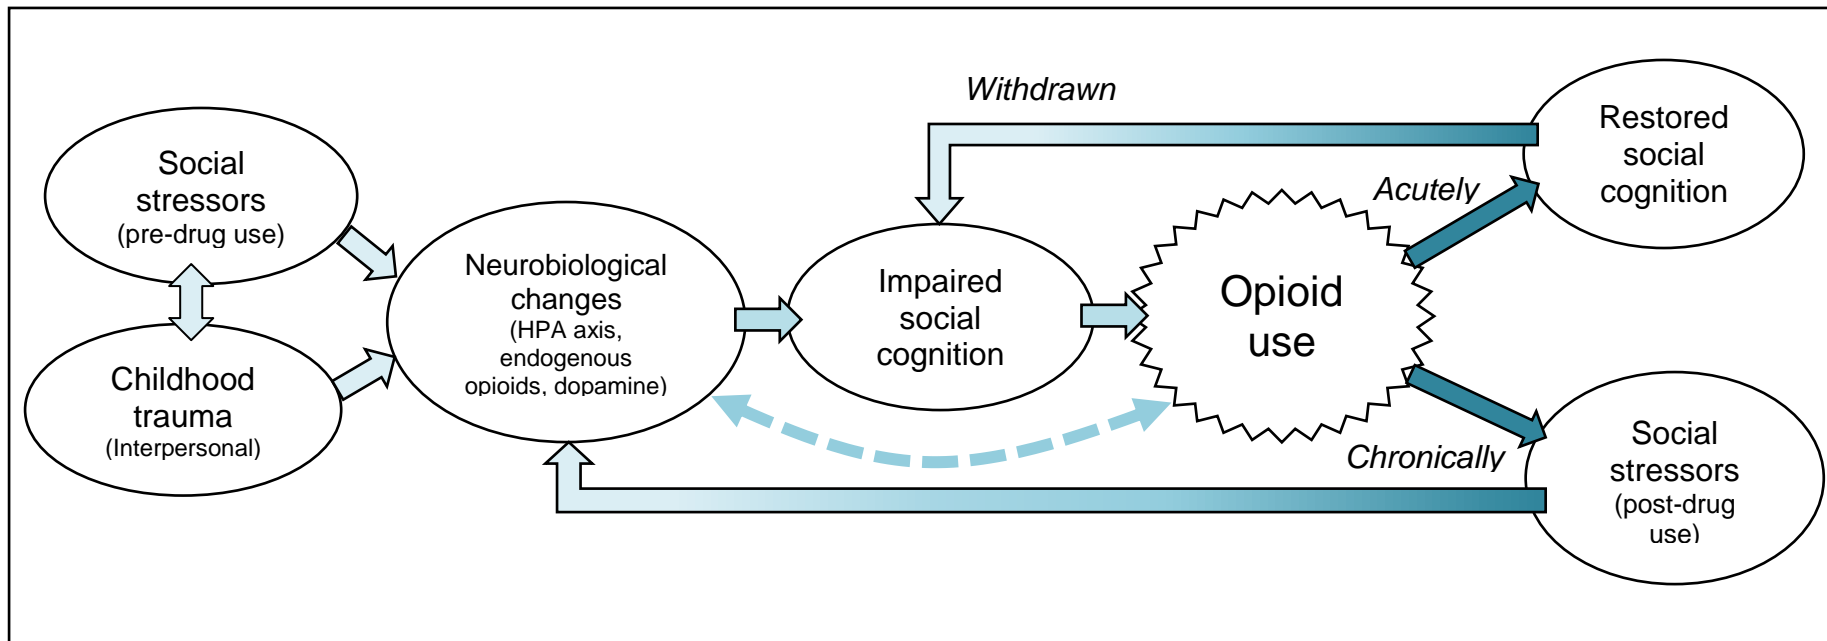 Social
stressors
(pre-drug use)
Childhood
trauma
(Interpersonal)
Neurobiological
changes
(HPA axis,
endogenous
opioids, dopamine)
Impaired
social
cognition
Withdrawn
Opioid
use
Acutely
Restored
social
cognition
Chronically
Social
stressors
(post-drug
use)